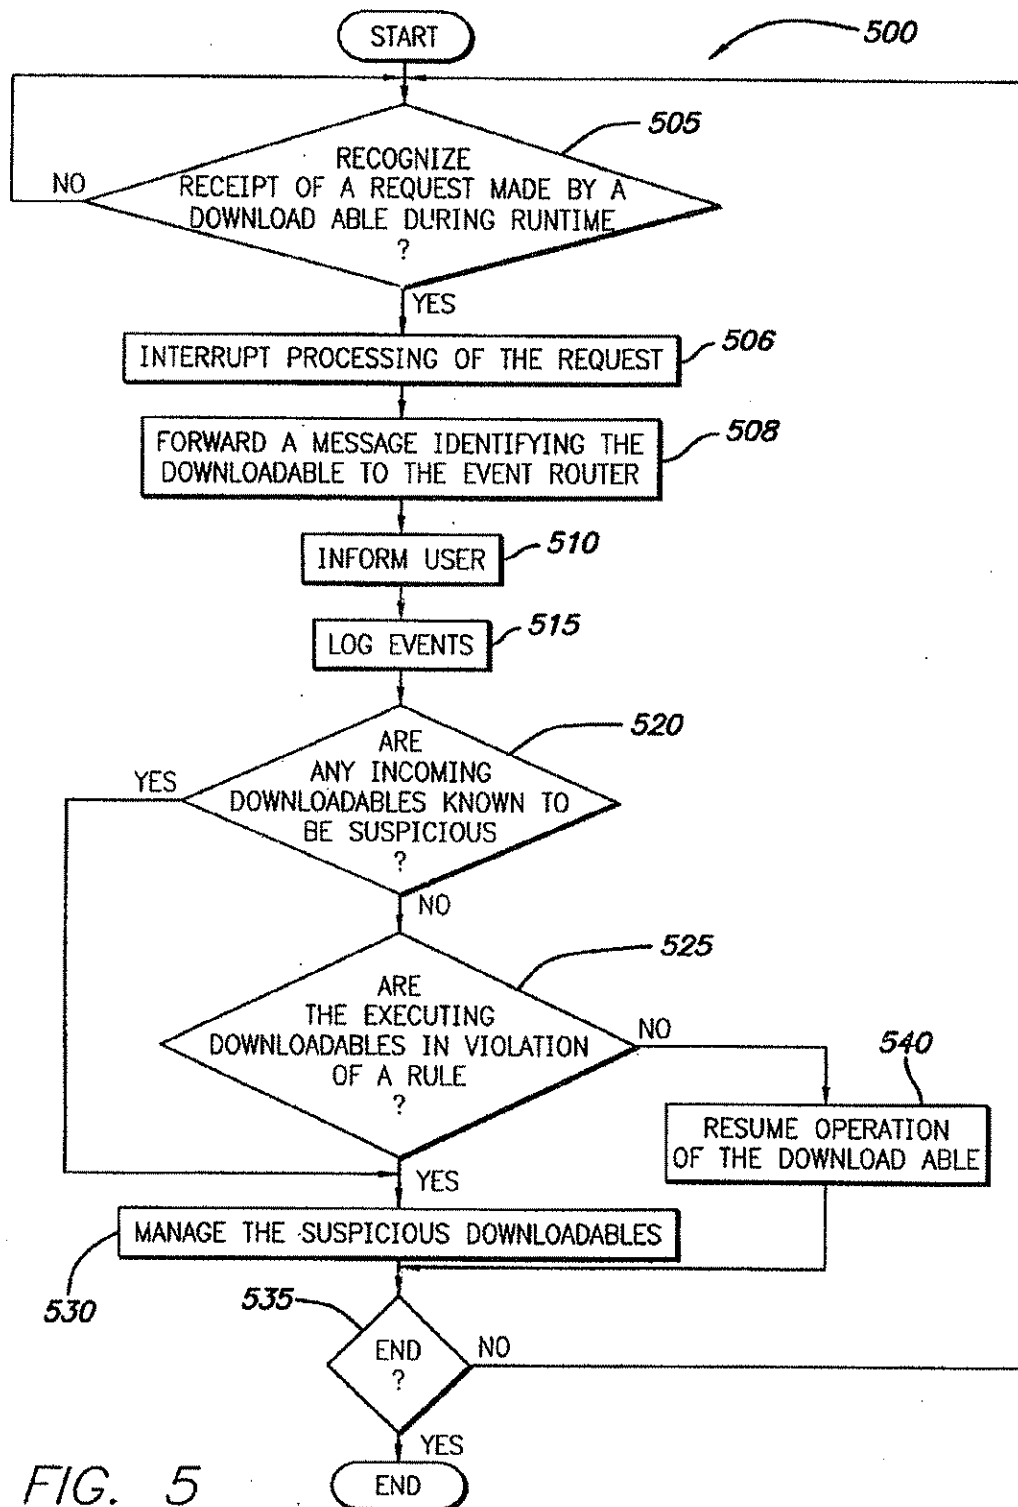 START
500
505
RECOGNIZE
RECEIPT OF A REQUEST MADE BY A
DOWNLOAD ABLE DURING RUNTIME
?
NO
YES
INTERRUPT PROCESSING OF THE REQUEST
506
FORWARD A MESSAGE IDENTIFYING THE
DOWNLOADABLE TO THE EVENT ROUTER
508
INFORM USER
510
LOG EVENTS
515
520
ARE
ANY INCOMING
DOWNLOADABLES KNOWN TO
BE SUSPICIOUS
?
YES
NO
525
ARE
THE EXECUTING
DOWNLOADABLES IN VIOLATION
OF A RULE
?
NO
540
RESUME OPERATION
OF THE DOWNLOAD ABLE
YES
MANAGE THE SUSPICIOUS DOWNLOADABLES
530
535
END
?
NO
YES
END
FIG. 5